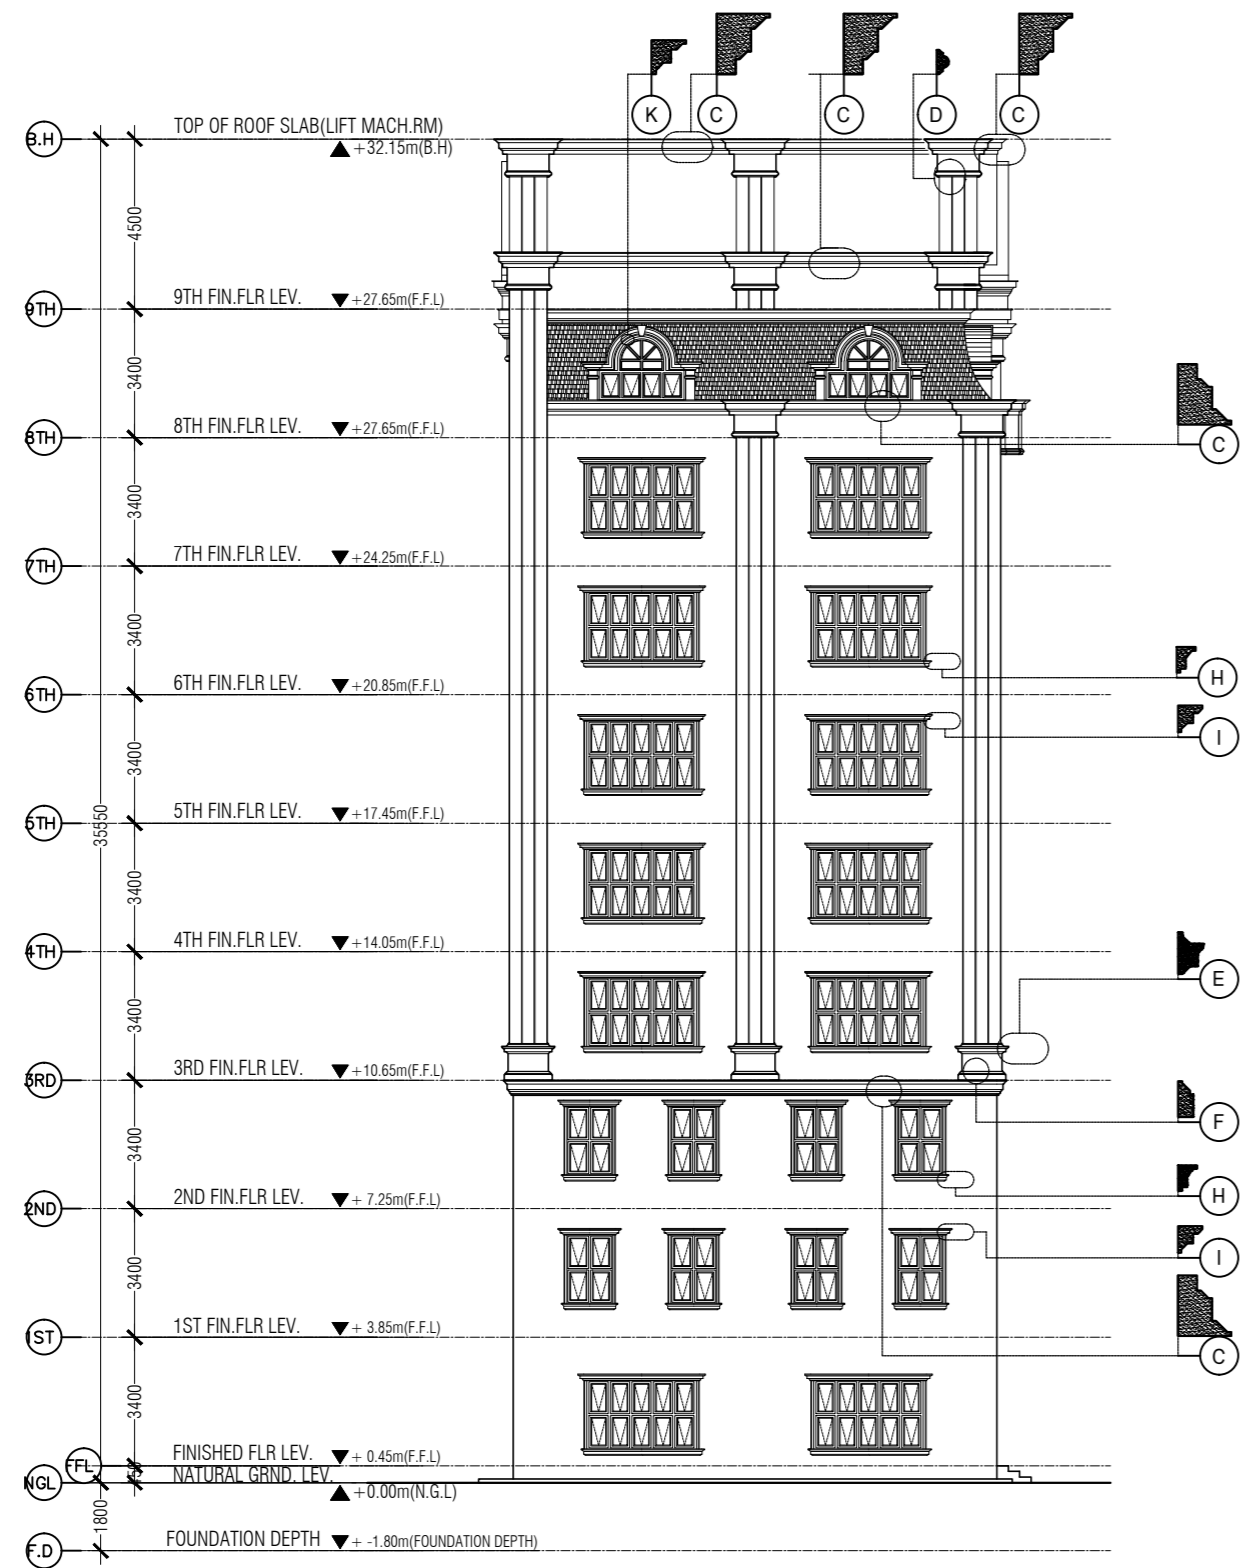 K
C
C
D
C
B.H
TOP OF ROOF SLAB(LIFT MACH.RM)
+32.15m(B.H)
4500
9TH
9TH FIN.FLR LEV.
+27.65m(F.F.L)
3400
8TH
8TH FIN.FLR LEV.
+27.65m(F.F.L)
C
3400
7TH
7TH FIN.FLR LEV.
+24.25m(F.F.L)
3400
H
6TH
6TH FIN.FLR LEV.
+20.85m(F.F.L)
I
3400
5TH
5TH FIN.FLR LEV.
+17.45m(F.F.L)
35550
3400
4TH
4TH FIN.FLR LEV.
+14.05m(F.F.L)
E
3400
3RD
3RD FIN.FLR LEV.
+10.65m(F.F.L)
F
3400
H
2ND
2ND FIN.FLR LEV.
+ 7.25m(F.F.L)
I
3400
1ST
1ST FIN.FLR LEV.
+ 3.85m(F.F.L)
C
3400
FFL
FINISHED FLR LEV.
+ 0.45m(F.F.L)
450
NGL
NATURAL GRND. LEV.
+0.00m(N.G.L)
1800
F.D
FOUNDATION DEPTH
+ -1.80m(FOUNDATION DEPTH)